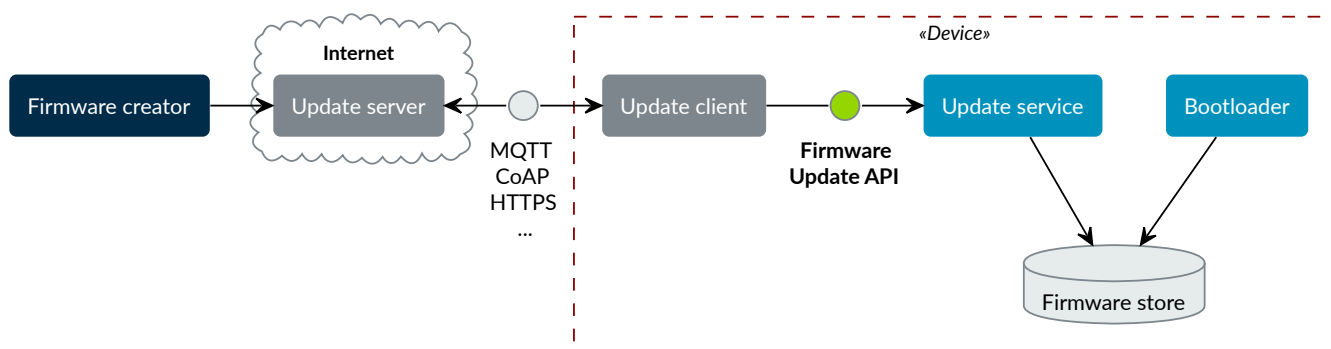 «Device»
Internet
Firmware creator
Update server
Update client
Update service
Bootloader
MQTT
CoAP
HTTPS
...
Firmware
Update API
Firmware store